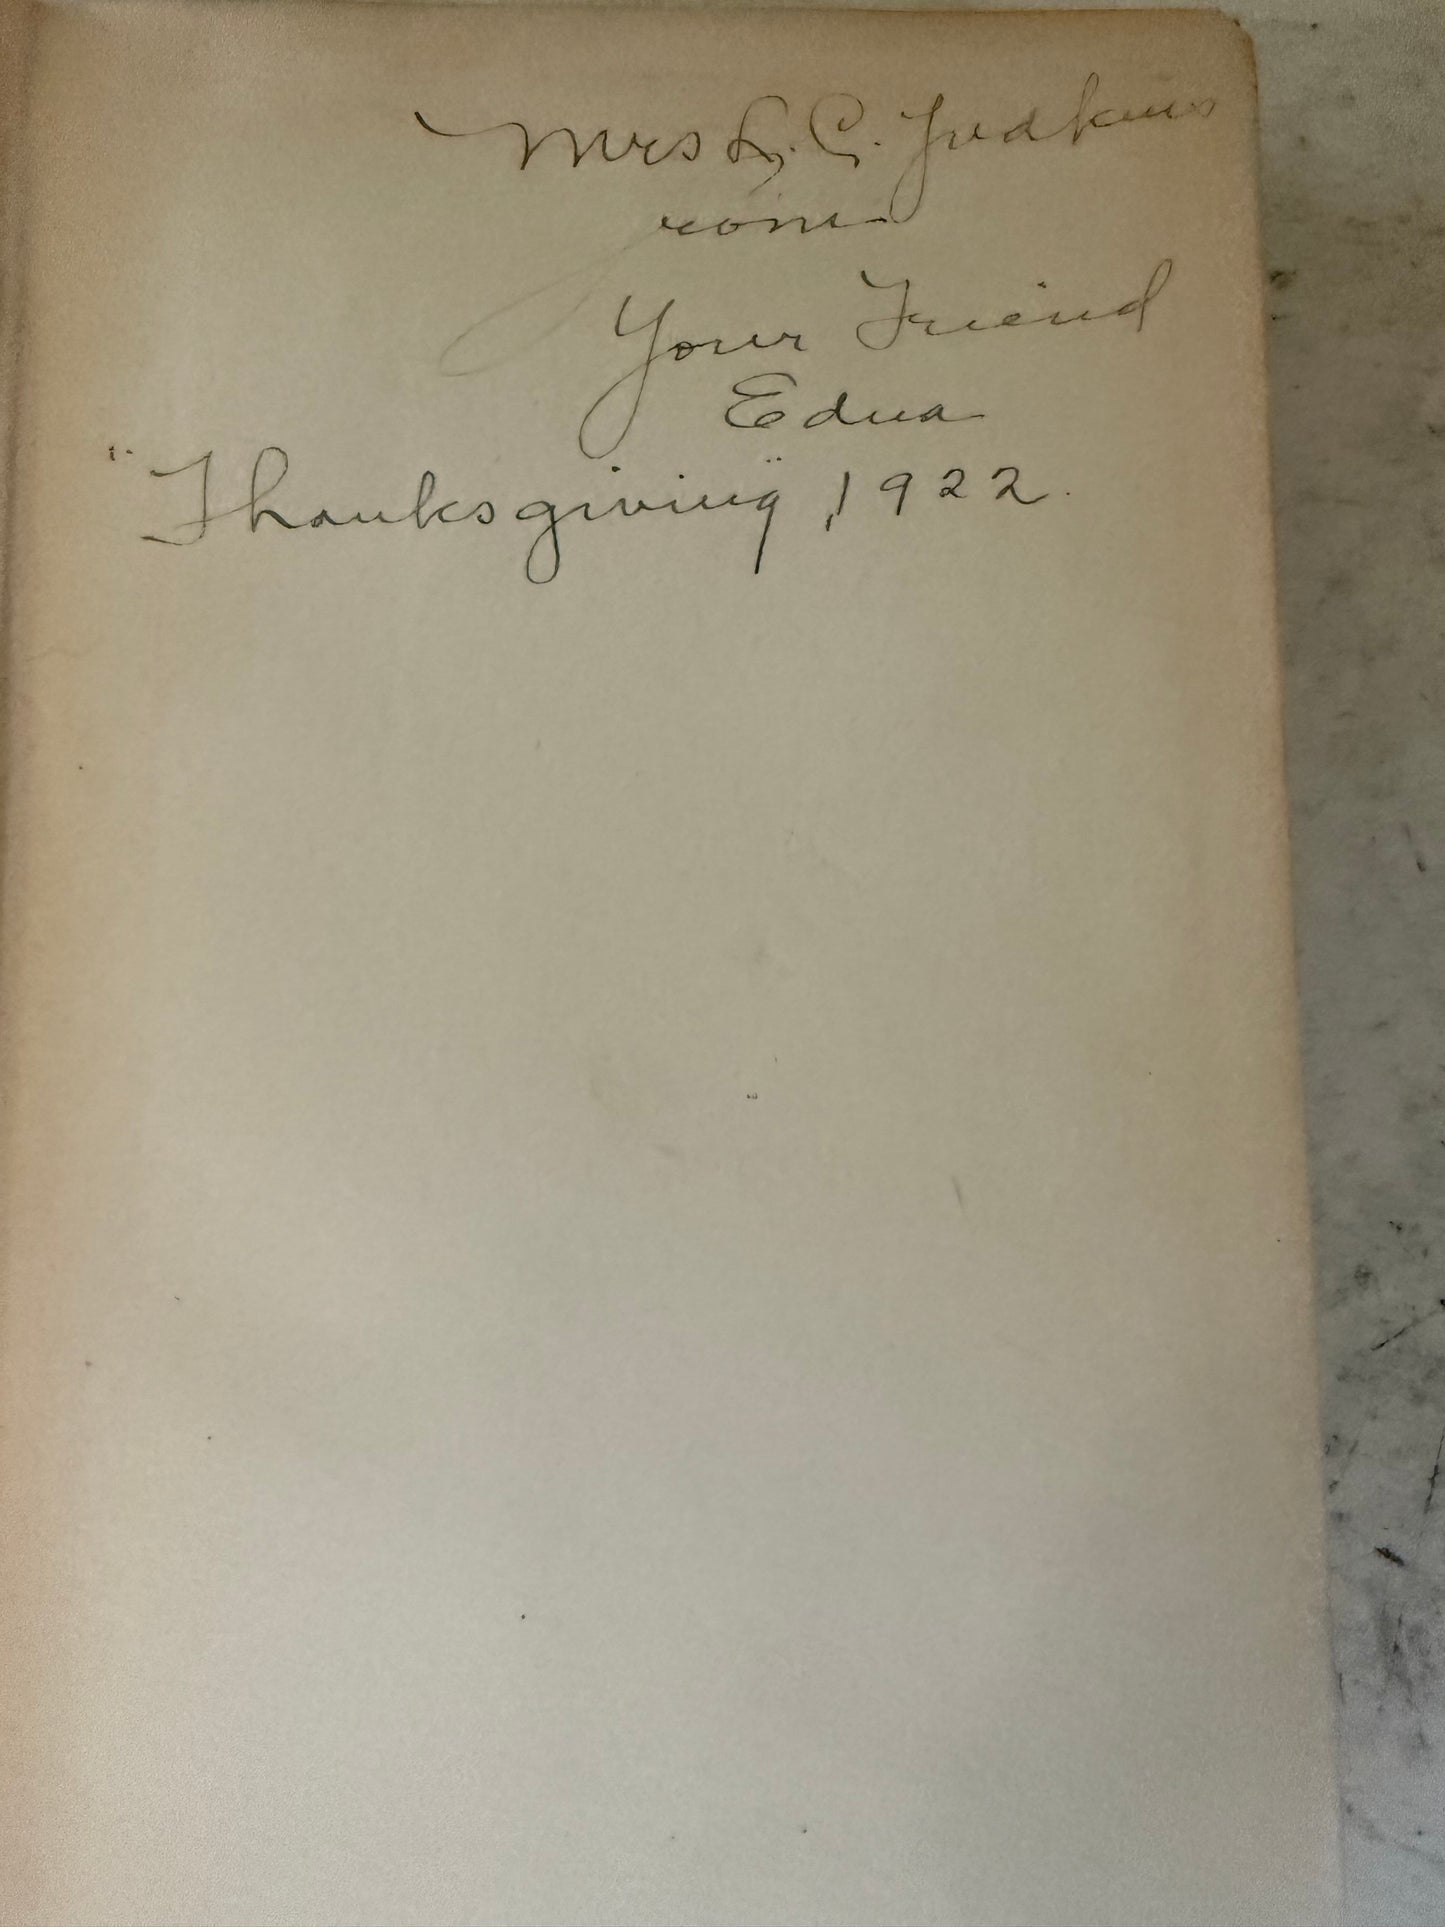 Mrs L. C. Judkins
From
Your Friend
Edna
"Thanksgiving", 1922.